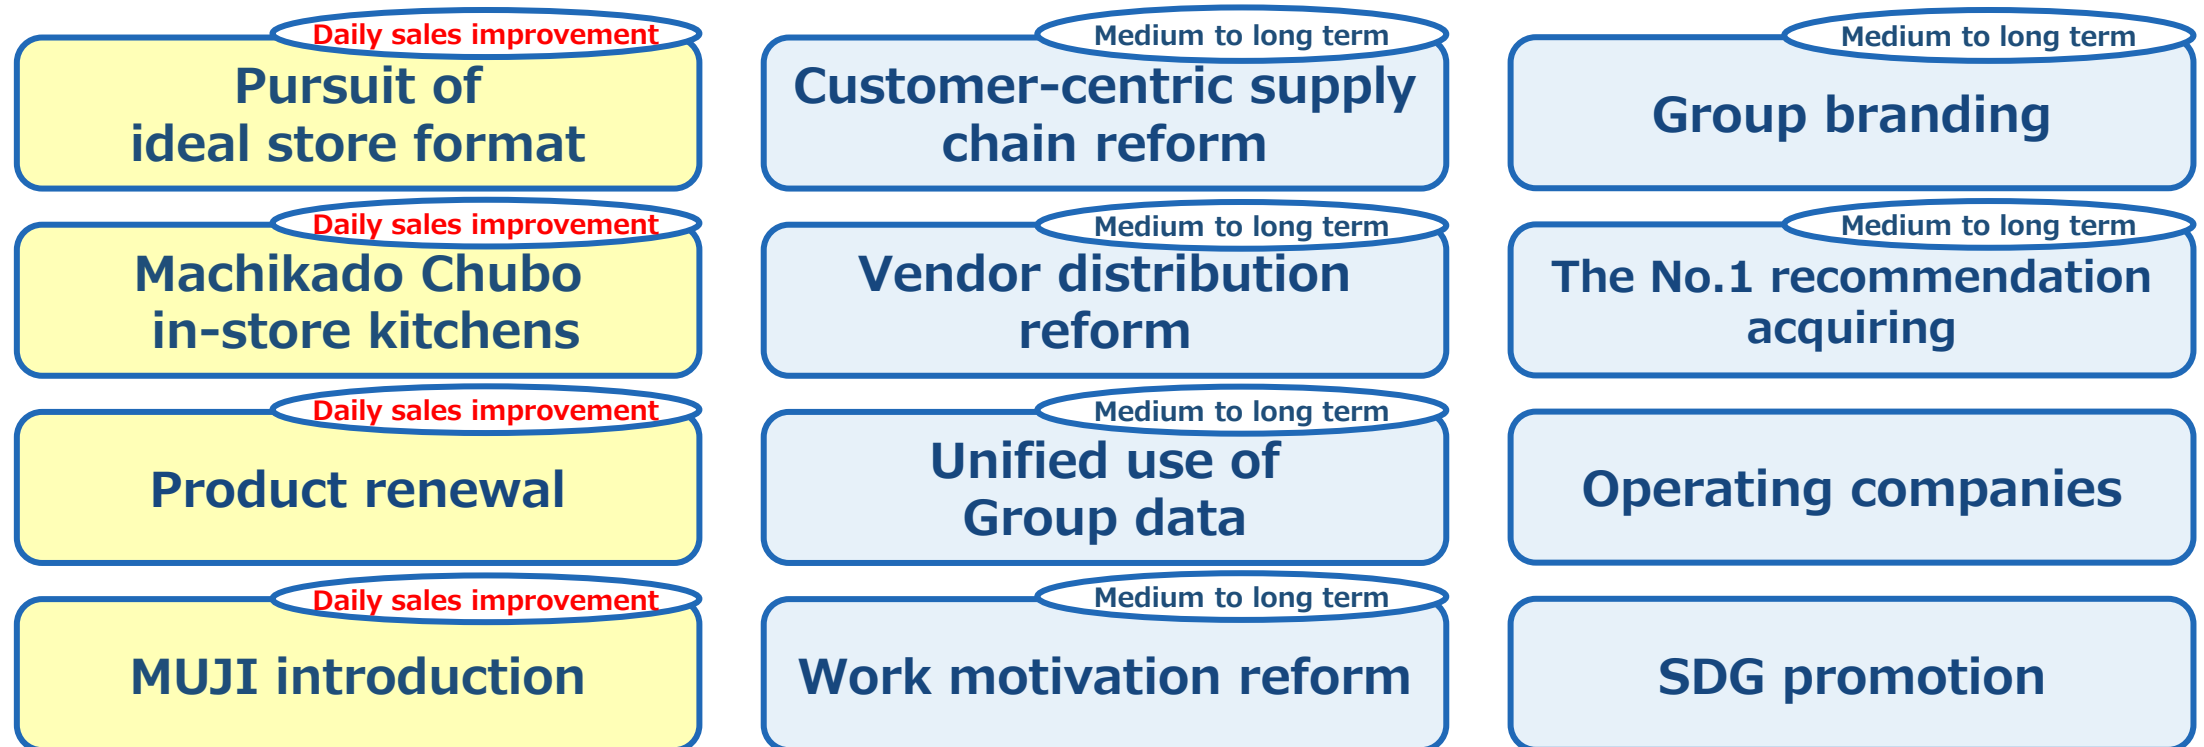 Daily sales improvement
Pursuit of
ideal store format
Medium to long term
Customer-centric supply
chain reform
Medium to long term
Group branding
Daily sales improvement
Machikado Chubo
in-store kitchens
Medium to long term
Vendor distribution
reform
Medium to long term
The No.1 recommendation
acquiring
Daily sales improvement
Product renewal
Medium to long term
Unified use of
Group data
Operating companies
Daily sales improvement
MUJI introduction
Medium to long term
Work motivation reform
SDG promotion